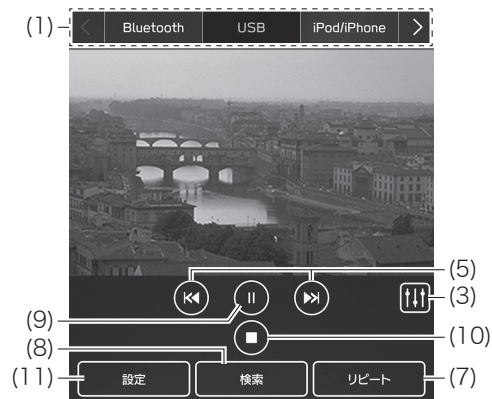 (1) Bluetooth USB iPod/iPhone
(5)
(3)
(9)
(10)
(8)
(11) 設定 検索 リピート (7)